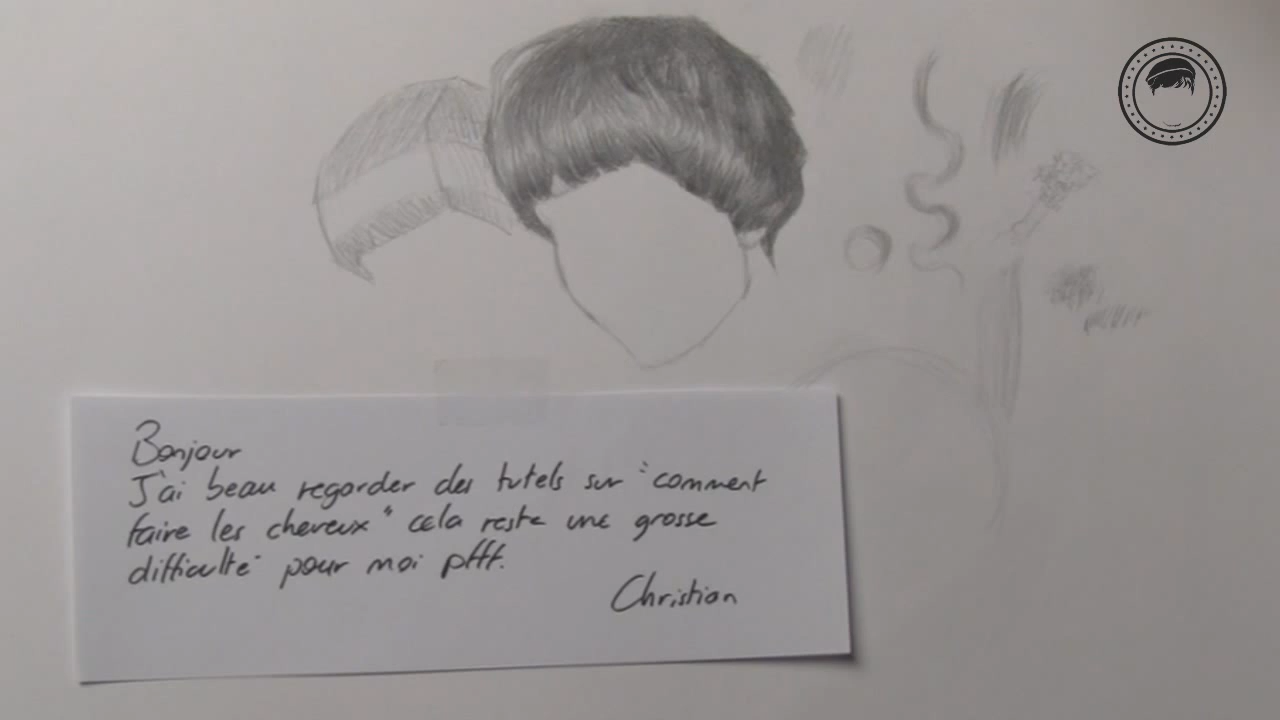 Bonjour
J'ai beau regarder des tutels sur "comment
faire les cheveux" cela reste une grosse
difficulté pour moi pfff.
Christian